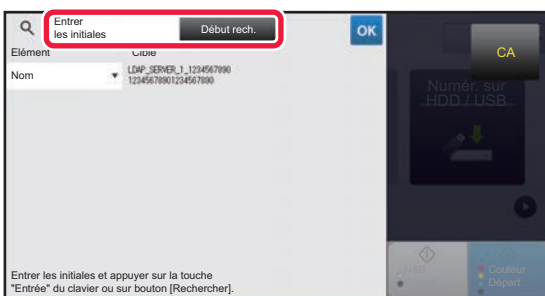 Entrer
les initiales
Début rech.
OK
CA
Elément
Cible
Nom
LDAP_SERVER_1_1234567890
12345678901234567890
Numér. sur
HDD / USB
N&B
Couleur
Départ
Entrer les initiales et appuyer sur la touche
"Entrée" du clavier ou sur bouton [Rechercher].